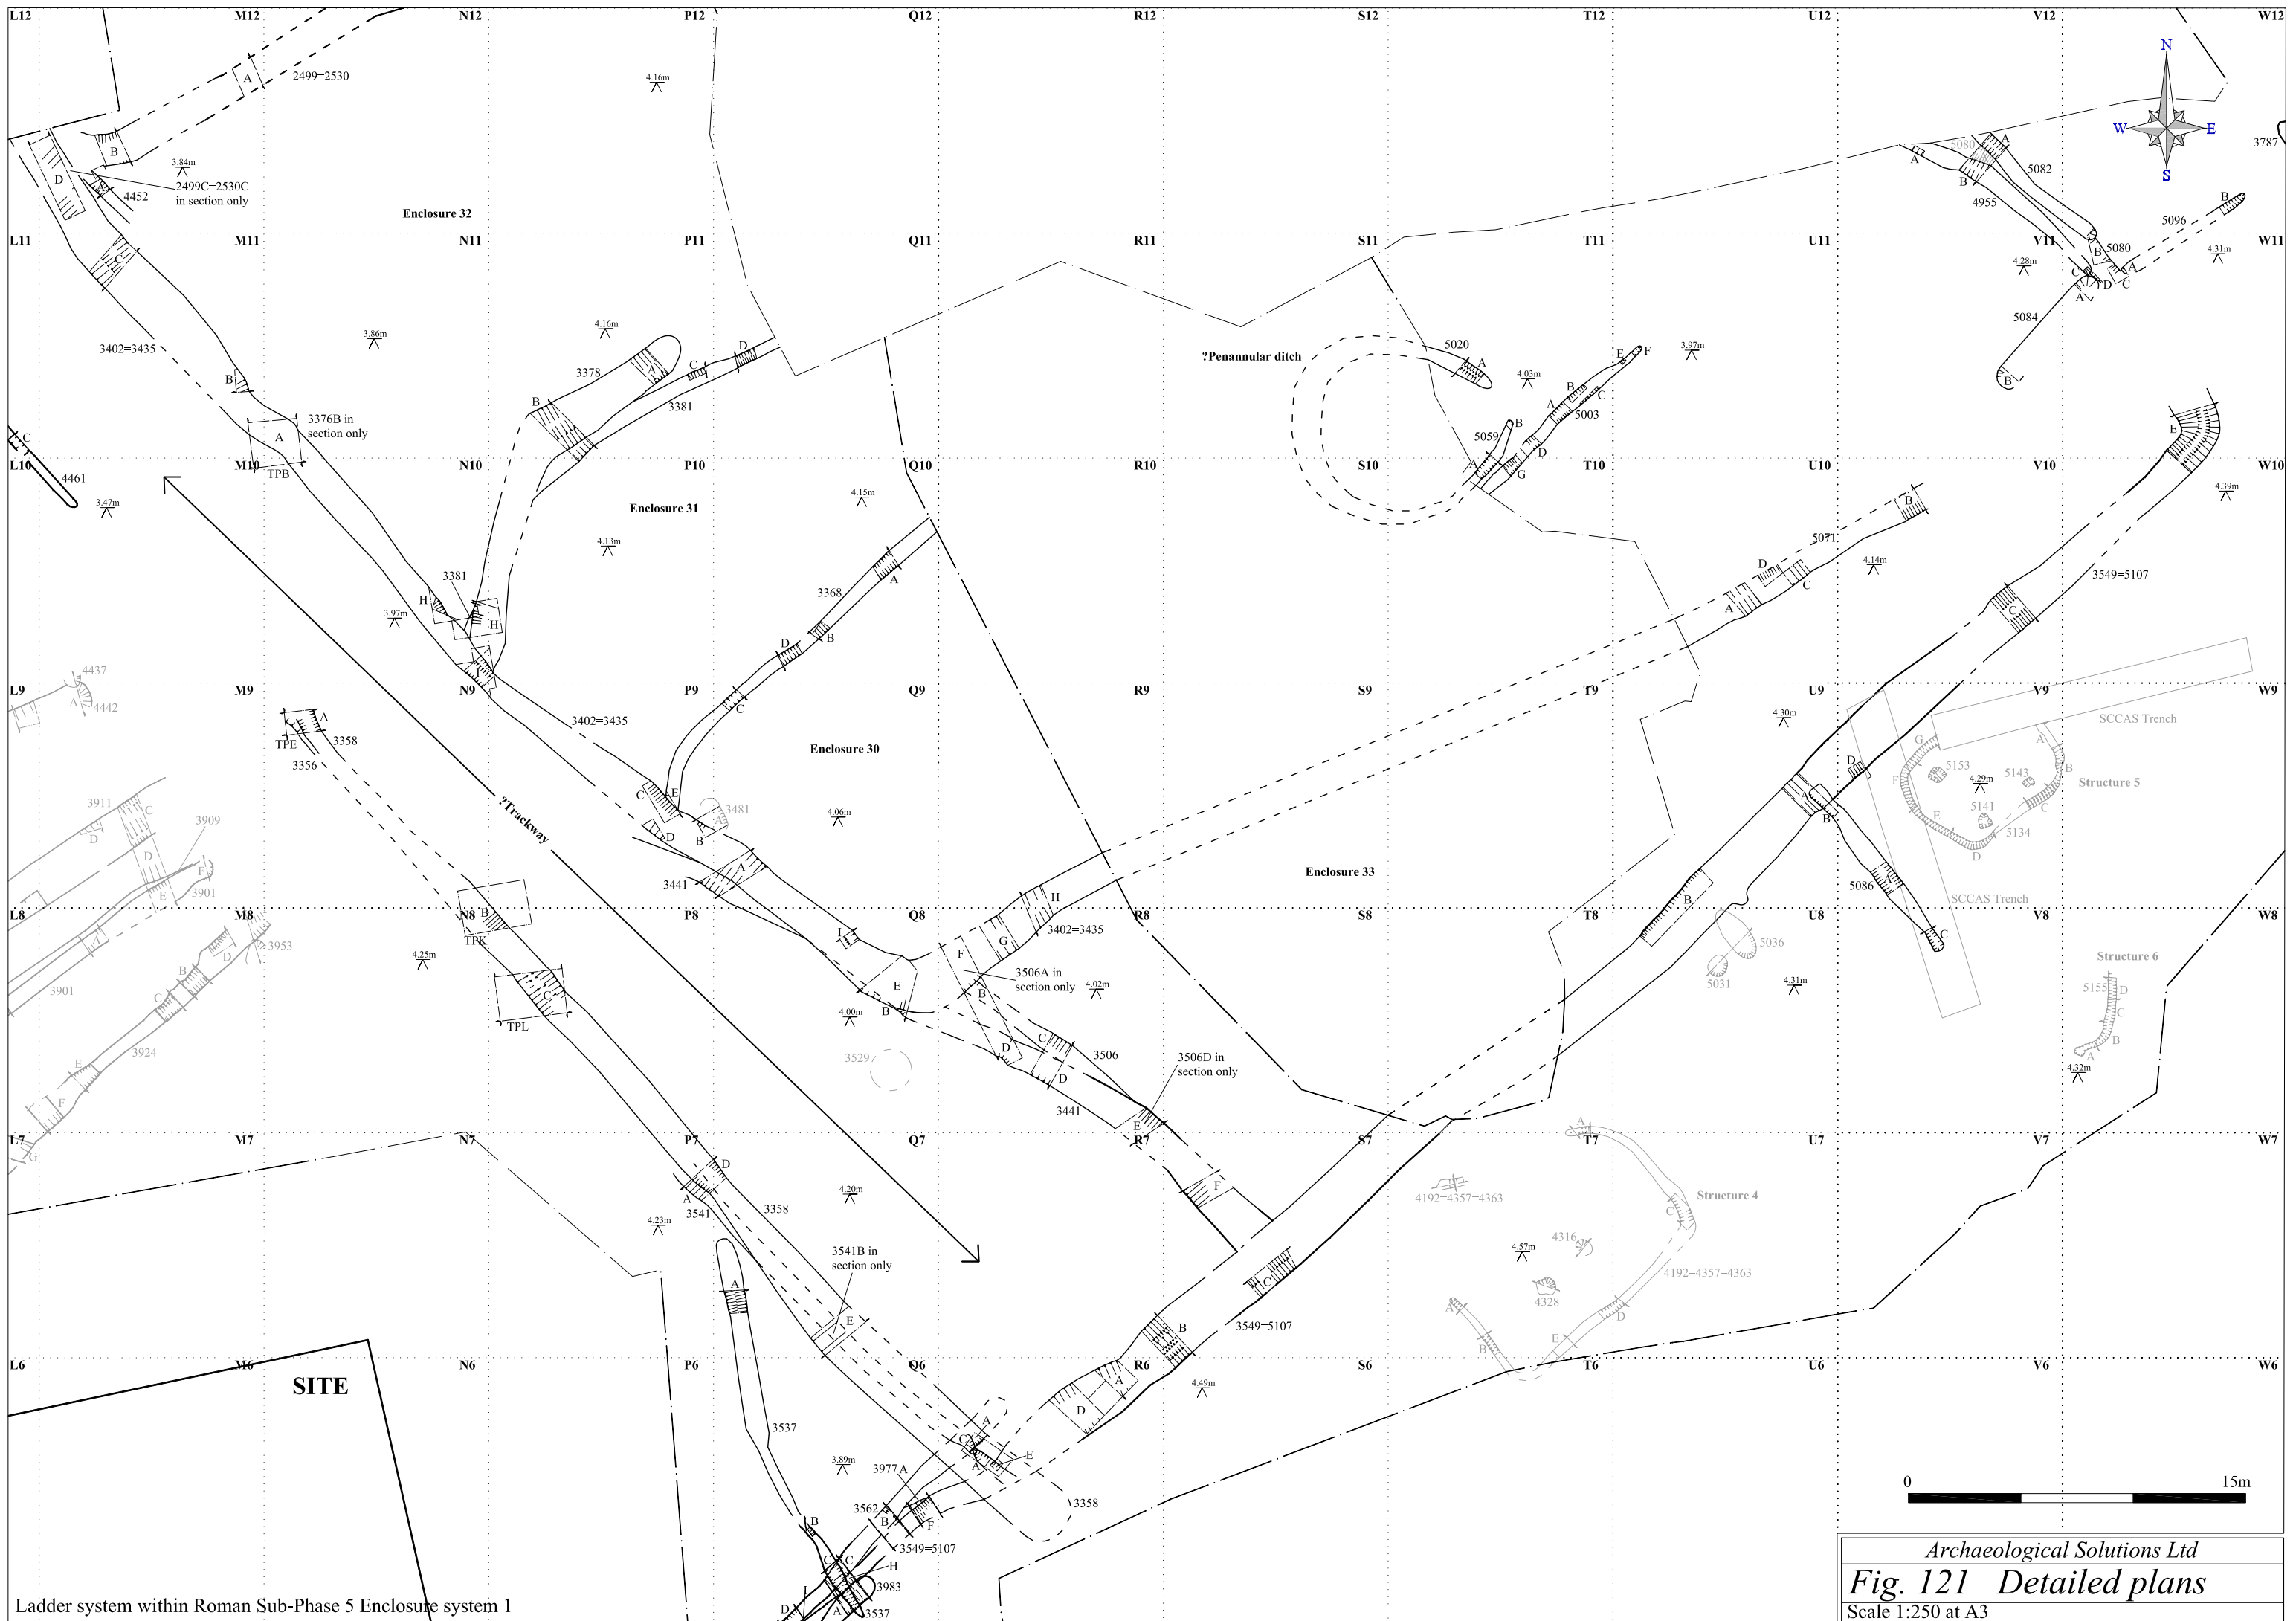 L12
M12
N12
P12
Q12
R12
S12
T12
U12
V12
W12
N
W
E
S
A
2499=2530
4.16m
B
D
3.84m
2499C=2530C
in section only
A
4452
Enclosure 32
3787
A
5080
A
A
B
5082
4955
B
5096
L11
M11
N11
P11
Q11
R11
S11
T11
U11
V11
W11
C
3402=3435
3.86m
4.16m
B
3378
A
B
C
D
3381
?Penannular ditch
5020
A
4.03m
3.97m
E
F
B
C
A
5003
D
G
5059
B
A
4.28m
4.31m
B
5080
A
C
D
C
A
5084
B
E
3376B in
section only
A
TPB
C
4461
3.47m
L10
M10
N10
P10
Q10
R10
S10
T10
U10
V10
W10
Enclosure 31
4.15m
4.13m
3381
H
H
3.97m
I
3368
A
B
D
C
B
5071
D
C
A
4.14m
4.39m
3549=5107
C
4437
4442
A
L9
M9
N9
P9
Q9
R9
S9
T9
U9
V9
W9
A
TPE
3358
3356
3402=3435
Enclosure 30
?Trackway
C
E
D
3481
A
B
4.06m
3441
A
4.30m
D
A
B
SCCAS Trench
G
F
5153
4.29m
5143
A
B
C
Structure 5
5141
5134
E
A
D
5086
A
C
SCCAS Trench
3911
C
D
3909
D
E
F
3901
A
3901
Enclosure 33
L8
M8
N8
P8
Q8
R8
S8
T8
U8
V8
W8
B
TPK
3953
D
B
C
3924
E
F
G
4.25m
C
TPL
I
E
B
F
G
H
3402=3435
3506A in
section only
B
4.02m
4.00m
3529
D
C
D
3506
3506D in
section only
3441
E
B
5036
5031
4.31m
Structure 6
5155
D
C
B
A
4.32m
L7
M7
N7
P7
Q7
R7
S7
T7
U7
V7
W7
D
A
3541
3358
4.20m
4.23m
F
A
4192=4357=4363
Structure 4
C
4316
4.57m
4328
4192=4357=4363
D
E
A
B
3541B in
section only
A
E
C
B
3549=5107
L6
M6
N6
P6
Q6
R6
S6
T6
U6
V6
W6
SITE
A
D
4.49m
3537
A
C
A
E
3.89m
3977A
3562
B
F
3358
B
3549=5107
C
C
H
3983
I
D
A
3537
0
15m
Archaeological Solutions Ltd
Fig. 121 Detailed plans
Scale 1:250 at A3
Ladder system within Roman Sub-Phase 5 Enclosure system 1